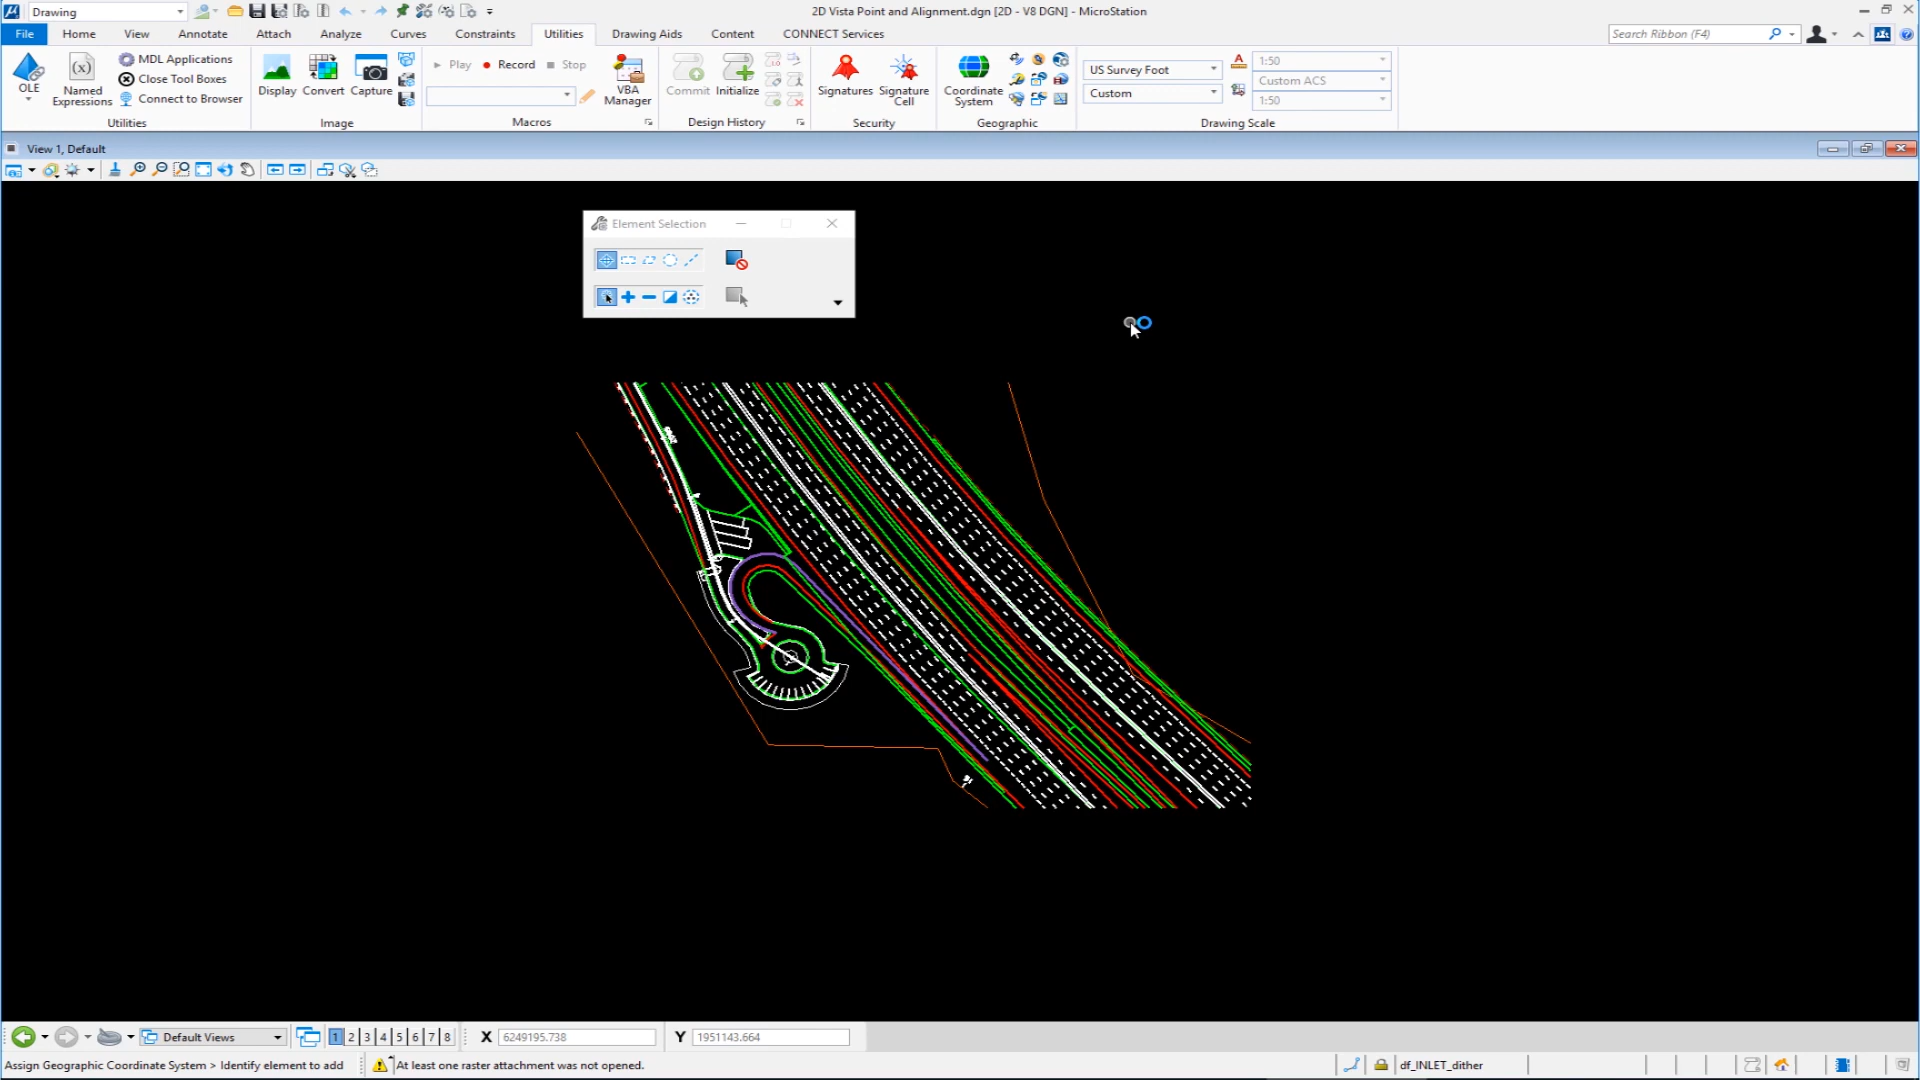 Drawing
2D Vista Point and Alignment.dgn [2D - V8 DGN] - MicroStation
File Home View Annotate Attach Analyze Curves Constraints Utilities Drawing Aids Content CONNECT Services Search Ribbon (F4)
OLE
Named Expressions
MDL Applications
Close Tool Boxes
Connect to Browser
Utilities
Display Convert Capture
Image
Play Record Stop
VBA Manager
Macros
Commit Initialize
Design History
Signatures Signature Cell
Security
Coordinate System
Geographic
US Survey Foot
Custom
1:50
Custom ACS
1:50
Drawing Scale
View 1, Default
Element Selection
Default Views 1 2 3 4 5 6 7 8 X 6249195.738 Y 1951143.664
Assign Geographic Coordinate System > Identify element to add At least one raster attachment was not opened. df_INLET_dither